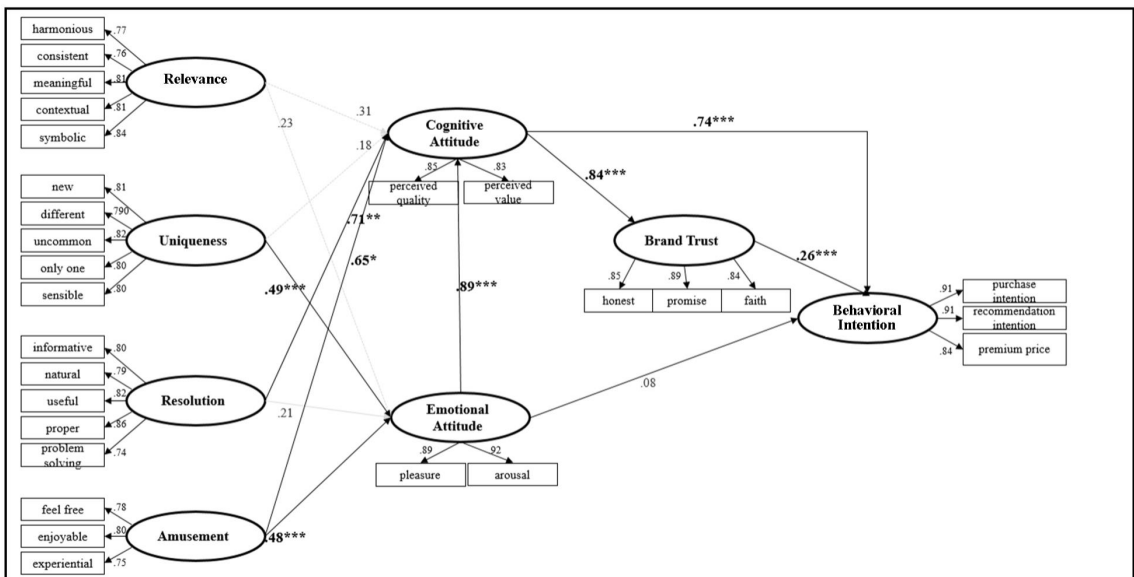 harmonious
.77
consistent
.76
meaningful
.81
contextual
.81
symbolic
.84
Relevance
.31
.23
.18
Cognitive
Attitude
.74***
.85
.83
perceived
quality
perceived
value
.84***
new
.81
different
.790
uncommon
.82
only one
.80
sensible
.80
Uniqueness
.71**
.65*
.49***
.89***
Brand Trust
.26***
.85
.89
.84
honest
promise
faith
Behavioral
Intention
.91
purchase
intention
.91
recommendation
intention
.84
premium price
informative
.80
natural
.79
useful
.82
proper
.86
problem
solving
.74
Resolution
.21
.08
Emotional
Attitude
.89
.92
pleasure
arousal
feel free
.78
enjoyable
.80
experiential
.75
Amusement
.48***